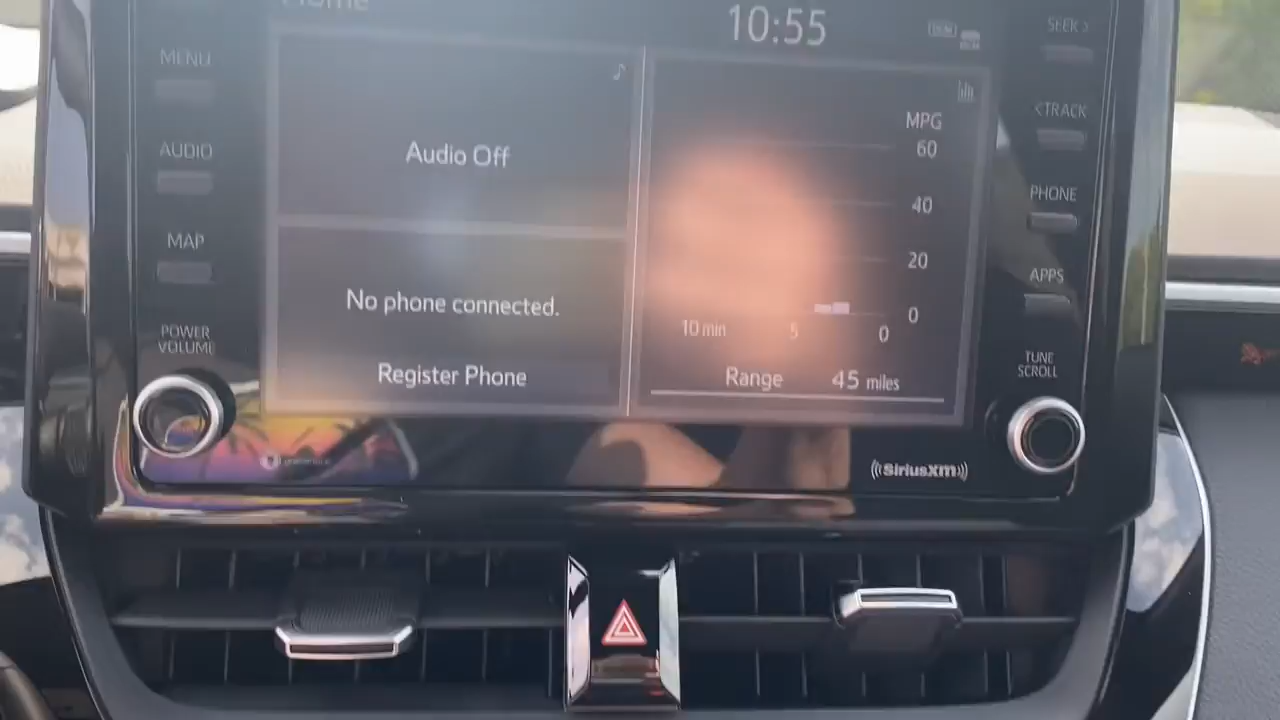 Home
10:55
SEEK >
MENU
<TRACK
AUDIO
MPG
60
Audio Off
PHONE
40
MAP
20
APPS
No phone connected.
0
10 min
5
0
POWER
VOLUME
TUNE
SCROLL
Register Phone
Range 45 miles
((SiriusXM))